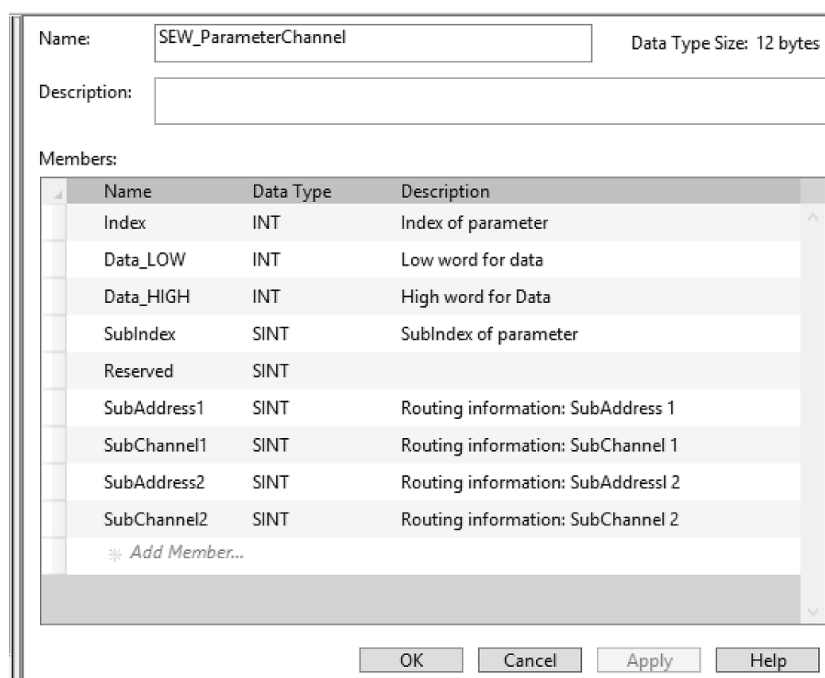 Name: SEW_ParameterChannel Data Type Size: 12 bytes
Description:
Members:
Name Data Type Description
Index INT Index of parameter
Data_LOW INT Low word for data
Data_HIGH INT High word for Data
SubIndex SINT SubIndex of parameter
Reserved SINT
SubAddress1 SINT Routing information: SubAddress 1
SubChannel1 SINT Routing information: SubChannel 1
SubAddress2 SINT Routing information: SubAddressl 2
SubChannel2 SINT Routing information: SubChannel 2
Add Member...
OK Cancel Apply Help